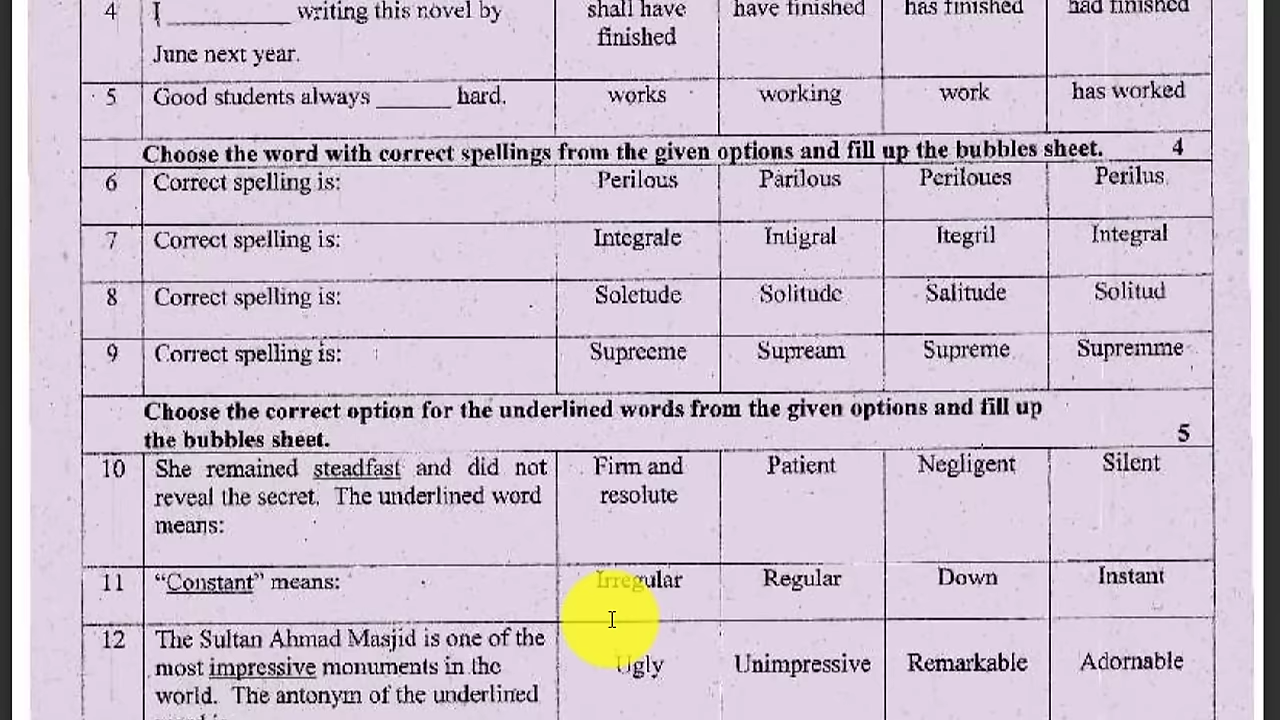 4 I __________ writing this novel by shall have have finished has finished had finished
finished
June next year.
5 Good students always ______ hard. works working work has worked
Choose the word with correct spellings from the given options and fill up the bubbles sheet. 4
6 Correct spelling is: Perilous Parilous Periloues Perilus
7 Correct spelling is: Integrale Intigral Itegril Integral
8 Correct spelling is: Soletude Solitude Salitude Solitud
9 Correct spelling is: Supreeme Supream Supreme Supremme
Choose the correct option for the underlined words from the given options and fill up
the bubbles sheet. 5
10 She remained steadfast and did not Firm and Patient Negligent Silent
reveal the secret. The underlined word resolute
means:
11 “Constant” means: Irregular Regular Down Instant
12 The Sultan Ahmad Masjid is one of the
most impressive monuments in the Ugly Unimpressive Remarkable Adornable
world. The antonym of the underlined